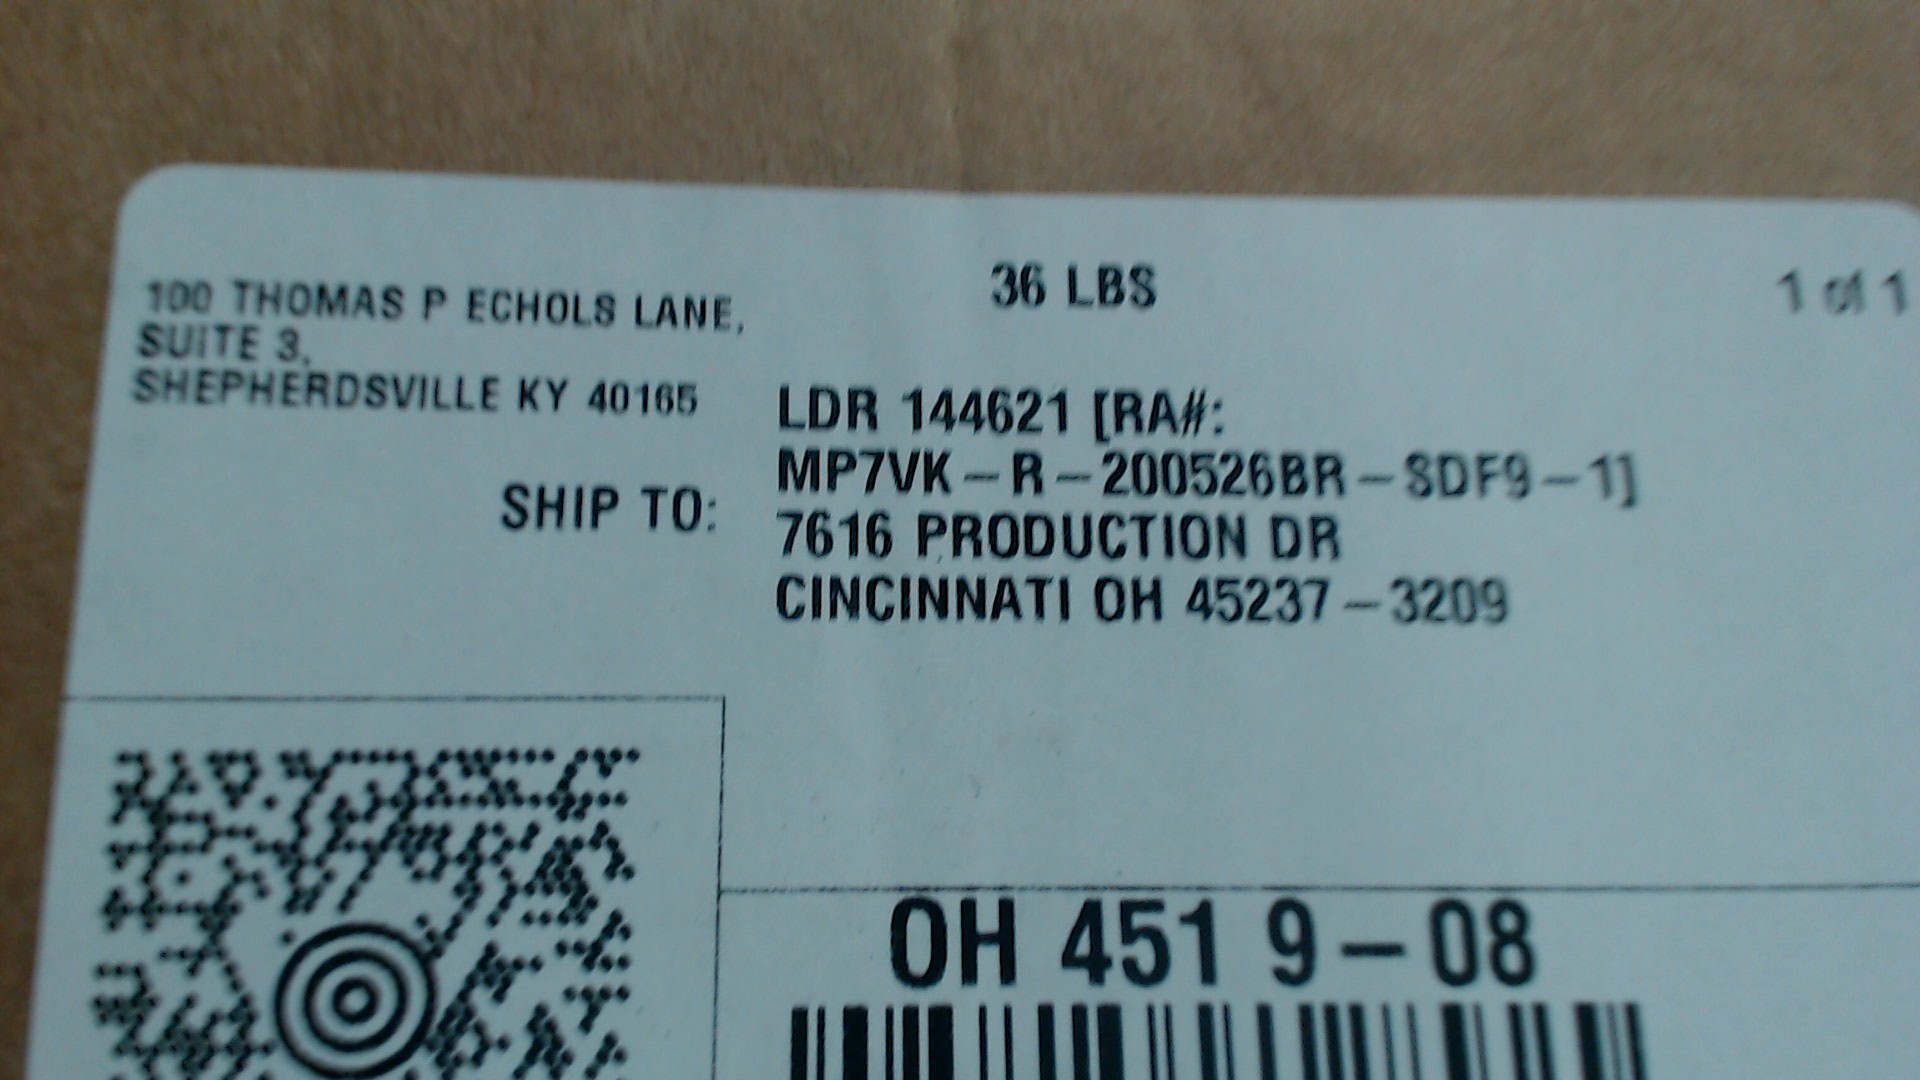 100 THOMAS P ECHOLS LANE,
SUITE 3,
SHEPHERDSVILLE KY 40165
36 LBS
1 of 1
SHIP TO:
LDR 144621 [RA#:
MP7VK-R-200526BR-SDF9-1]
7616 PRODUCTION DR
CINCINNATI OH 45237-3209
OH 451 9-08